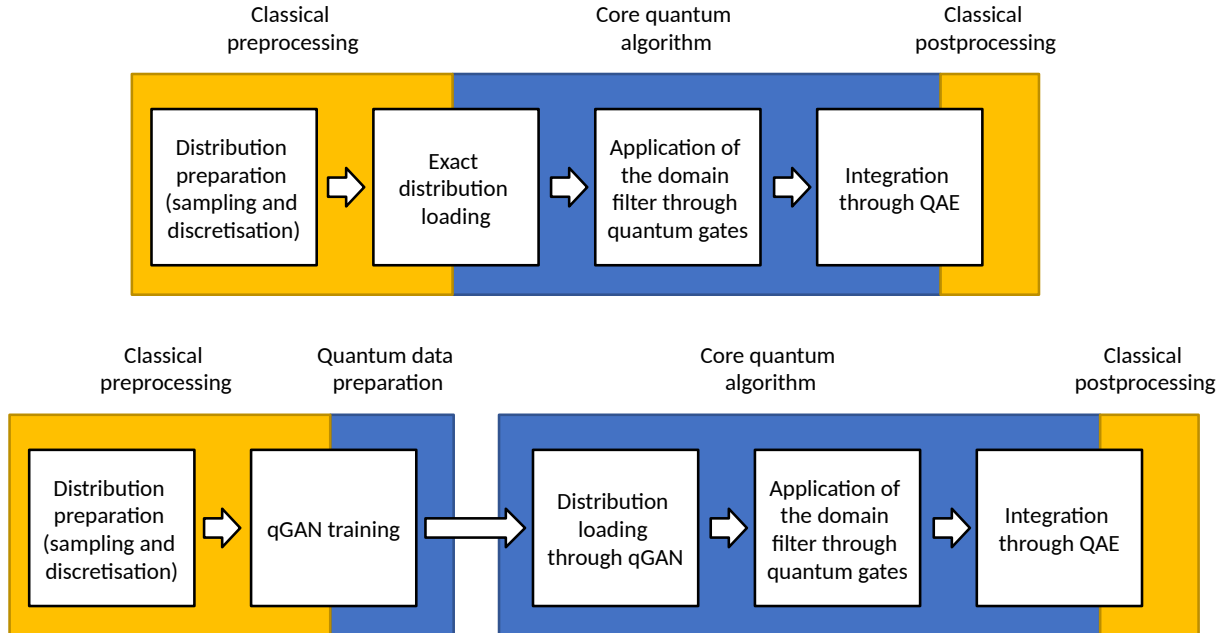 Classical
preprocessing
Core quantum
algorithm
Classical
postprocessing
Distribution
preparation
(sampling and
discretisation)
Exact
distribution
loading
Application of
the domain
filter through
quantum gates
Integration
through QAE
Classical
preprocessing
Quantum data
preparation
Core quantum
algorithm
Classical
postprocessing
Distribution
preparation
(sampling and
discretisation)
qGAN training
Distribution
loading
through qGAN
Application of
the domain
filter through
quantum gates
Integration
through QAE